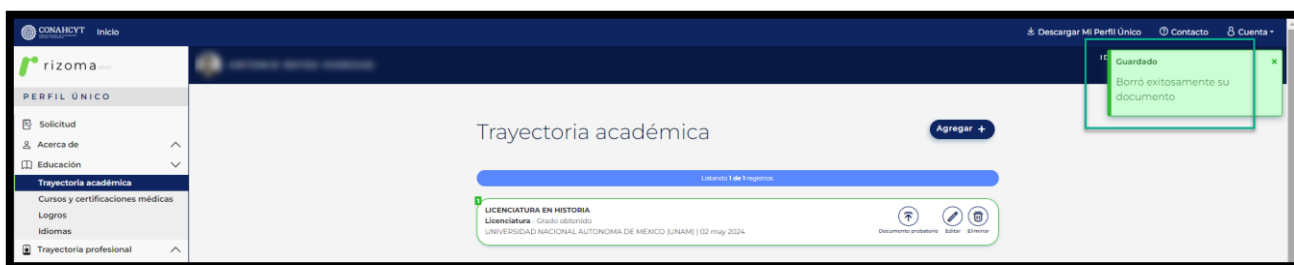 CONAHCYT Inicio
Descargar Mi Perfil Único Contacto Cuenta
rizoma
ID
Guardado ×
Borró exitosamente su
documento
PERFIL ÚNICO
Solicitud
Acerca de
Educación
Trayectoria académica
Cursos y certificaciones médicas
Logros
Idiomas
Trayectoria profesional
Trayectoria académica
Agregar +
Listando 1 de 1 registros.
1
LICENCIATURA EN HISTORIA
Licenciatura - Grado obtenido
UNIVERSIDAD NACIONAL AUTONOMA DE MEXICO (UNAM) | 02 may 2024
Documento probatorio Editar Eliminar